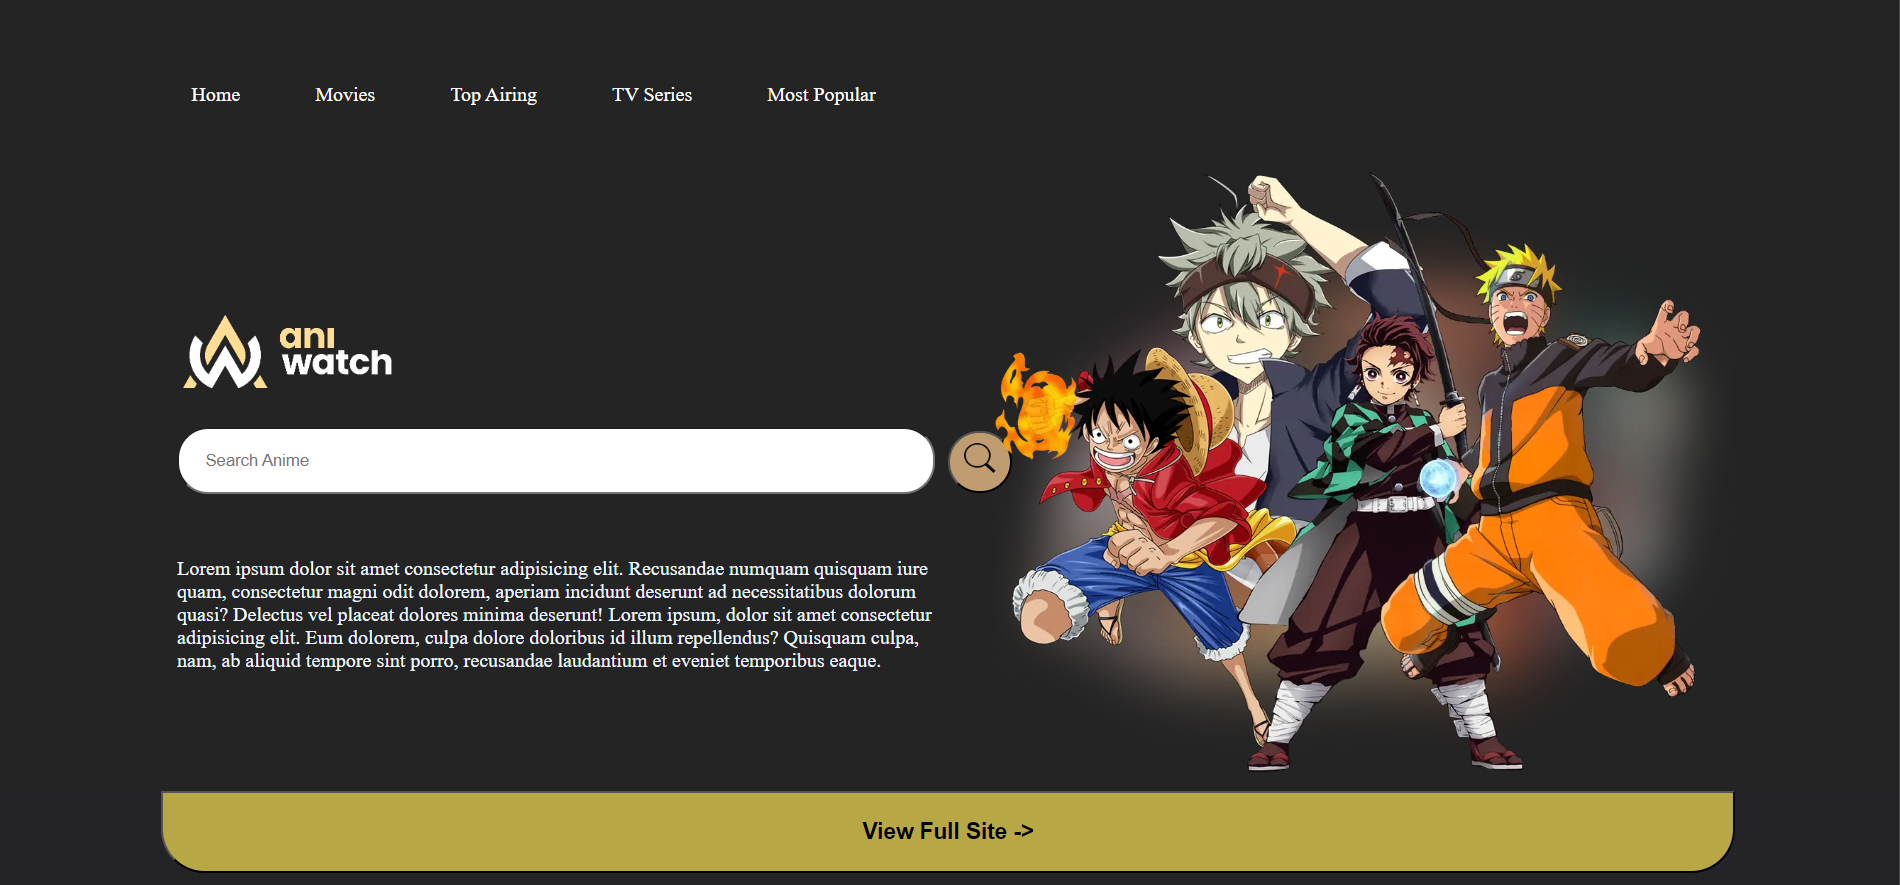 Home Movies Top Airing TV Series Most Popular
ani
watch
Search Anime
Lorem ipsum dolor sit amet consectetur adipisicing elit. Recusandae numquam quisquam iure
quam, consectetur magni odit dolorem, aperiam incidunt deserunt ad necessitatibus dolorum
quasi? Delectus vel placeat dolores minima deserunt! Lorem ipsum, dolor sit amet consectetur
adipisicing elit. Eum dolorem, culpa dolore doloribus id illum repellendus? Quisquam culpa,
nam, ab aliquid tempore sint porro, recusandae laudantium et eveniet temporibus eaque.
View Full Site ->